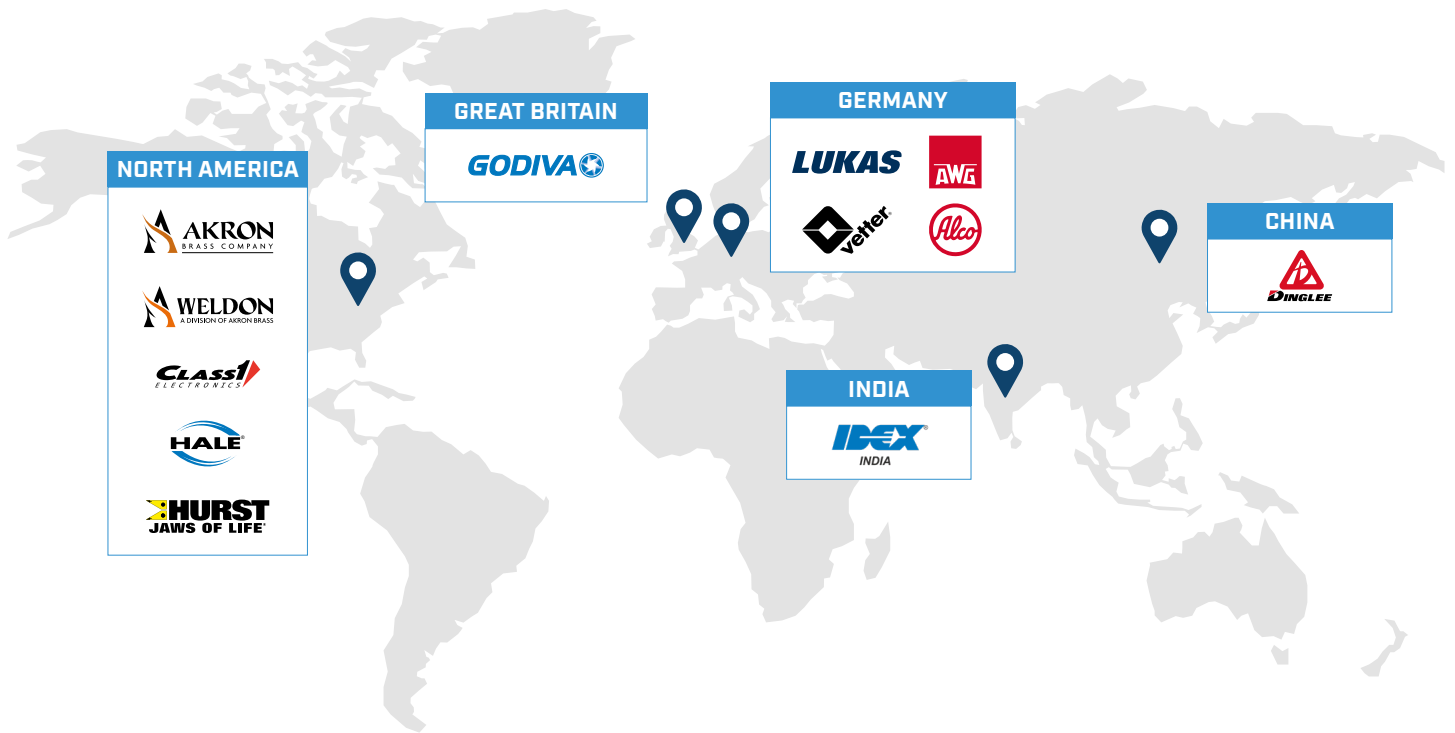 NORTH AMERICA
AKRON
BRASS COMPANY
WELDON
A DIVISION OF AKRON BRASS
CLASS1
ELECTRONICS
HALE®
HURST
JAWS OF LIFE®
GREAT BRITAIN
GODIVA
GERMANY
LUKAS
AWG
vetter®
Alco
INDIA
IDEX®
INDIA
CHINA
DINGLEE